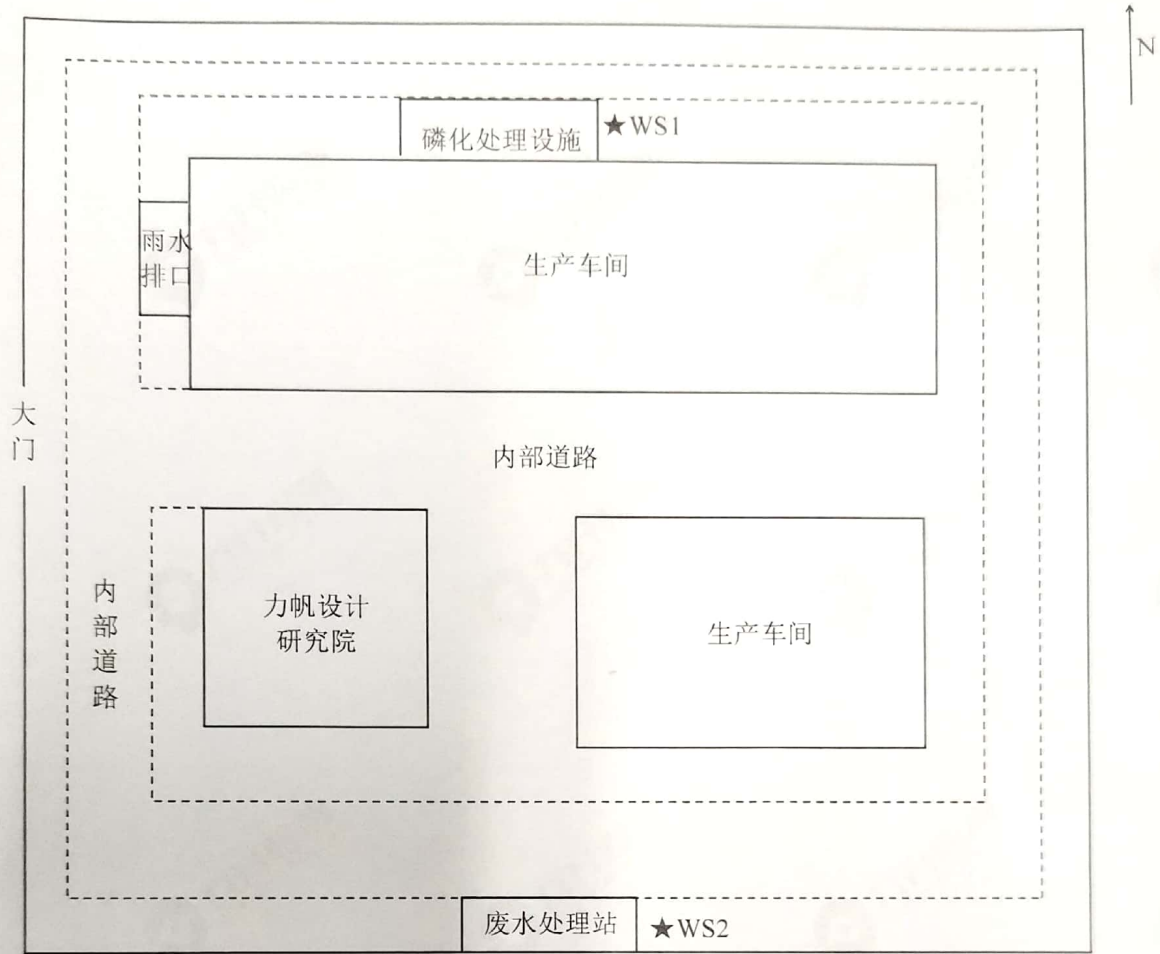 N
磷化处理设施
★WS1
雨水
排口
生产车间
大
门
内部道路
内
部
道
路
力帆设计
研究院
生产车间
废水处理站
★WS2